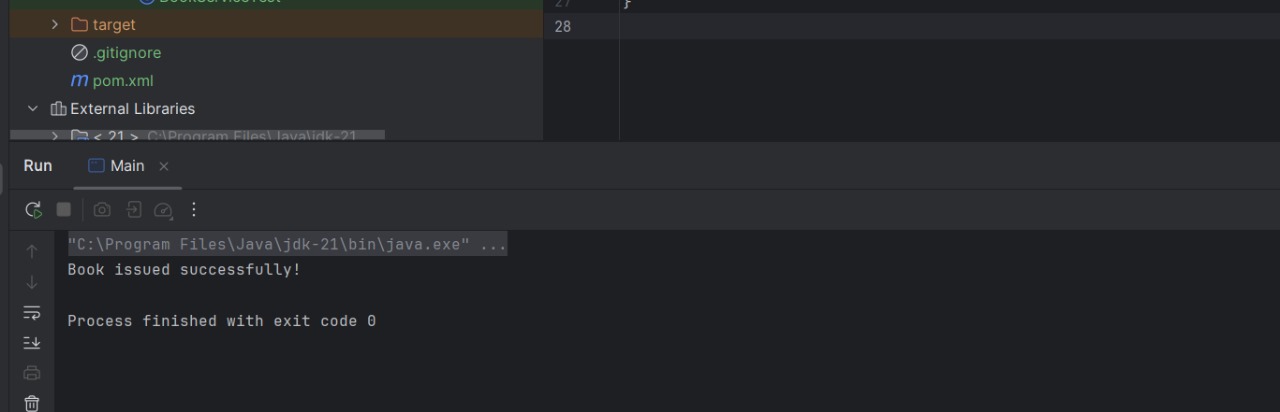 BookServiceTest
27
}
target
28
.gitignore
pom.xml
External Libraries
< 21 > C:\Program Files\Java\jdk-21
Run
Main
"C:\Program Files\Java\jdk-21\bin\java.exe" ...
Book issued successfully!
Process finished with exit code 0